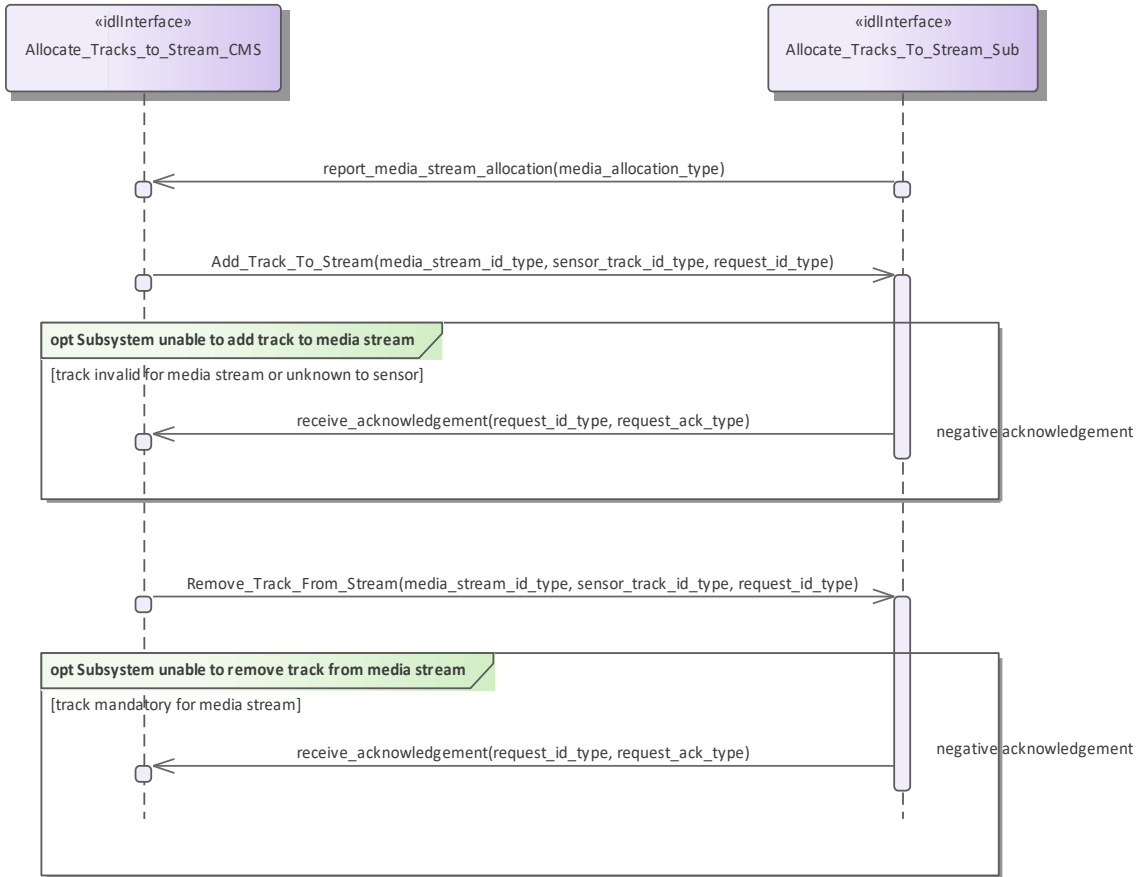 «idlInterface»
Allocate_Tracks_to_Stream_CMS
«idlInterface»
Allocate_Tracks_To_Stream_Sub
report_media_stream_allocation(media_allocation_type)
Add_Track_To_Stream(media_stream_id_type, sensor_track_id_type, request_id_type)
opt Subsystem unable to add track to media stream
[track invalid for media stream or unknown to sensor]
receive_acknowledgement(request_id_type, request_ack_type)
negative acknowledgement
Remove_Track_From_Stream(media_stream_id_type, sensor_track_id_type, request_id_type)
opt Subsystem unable to remove track from media stream
[track mandatory for media stream]
receive_acknowledgement(request_id_type, request_ack_type)
negative acknowledgement